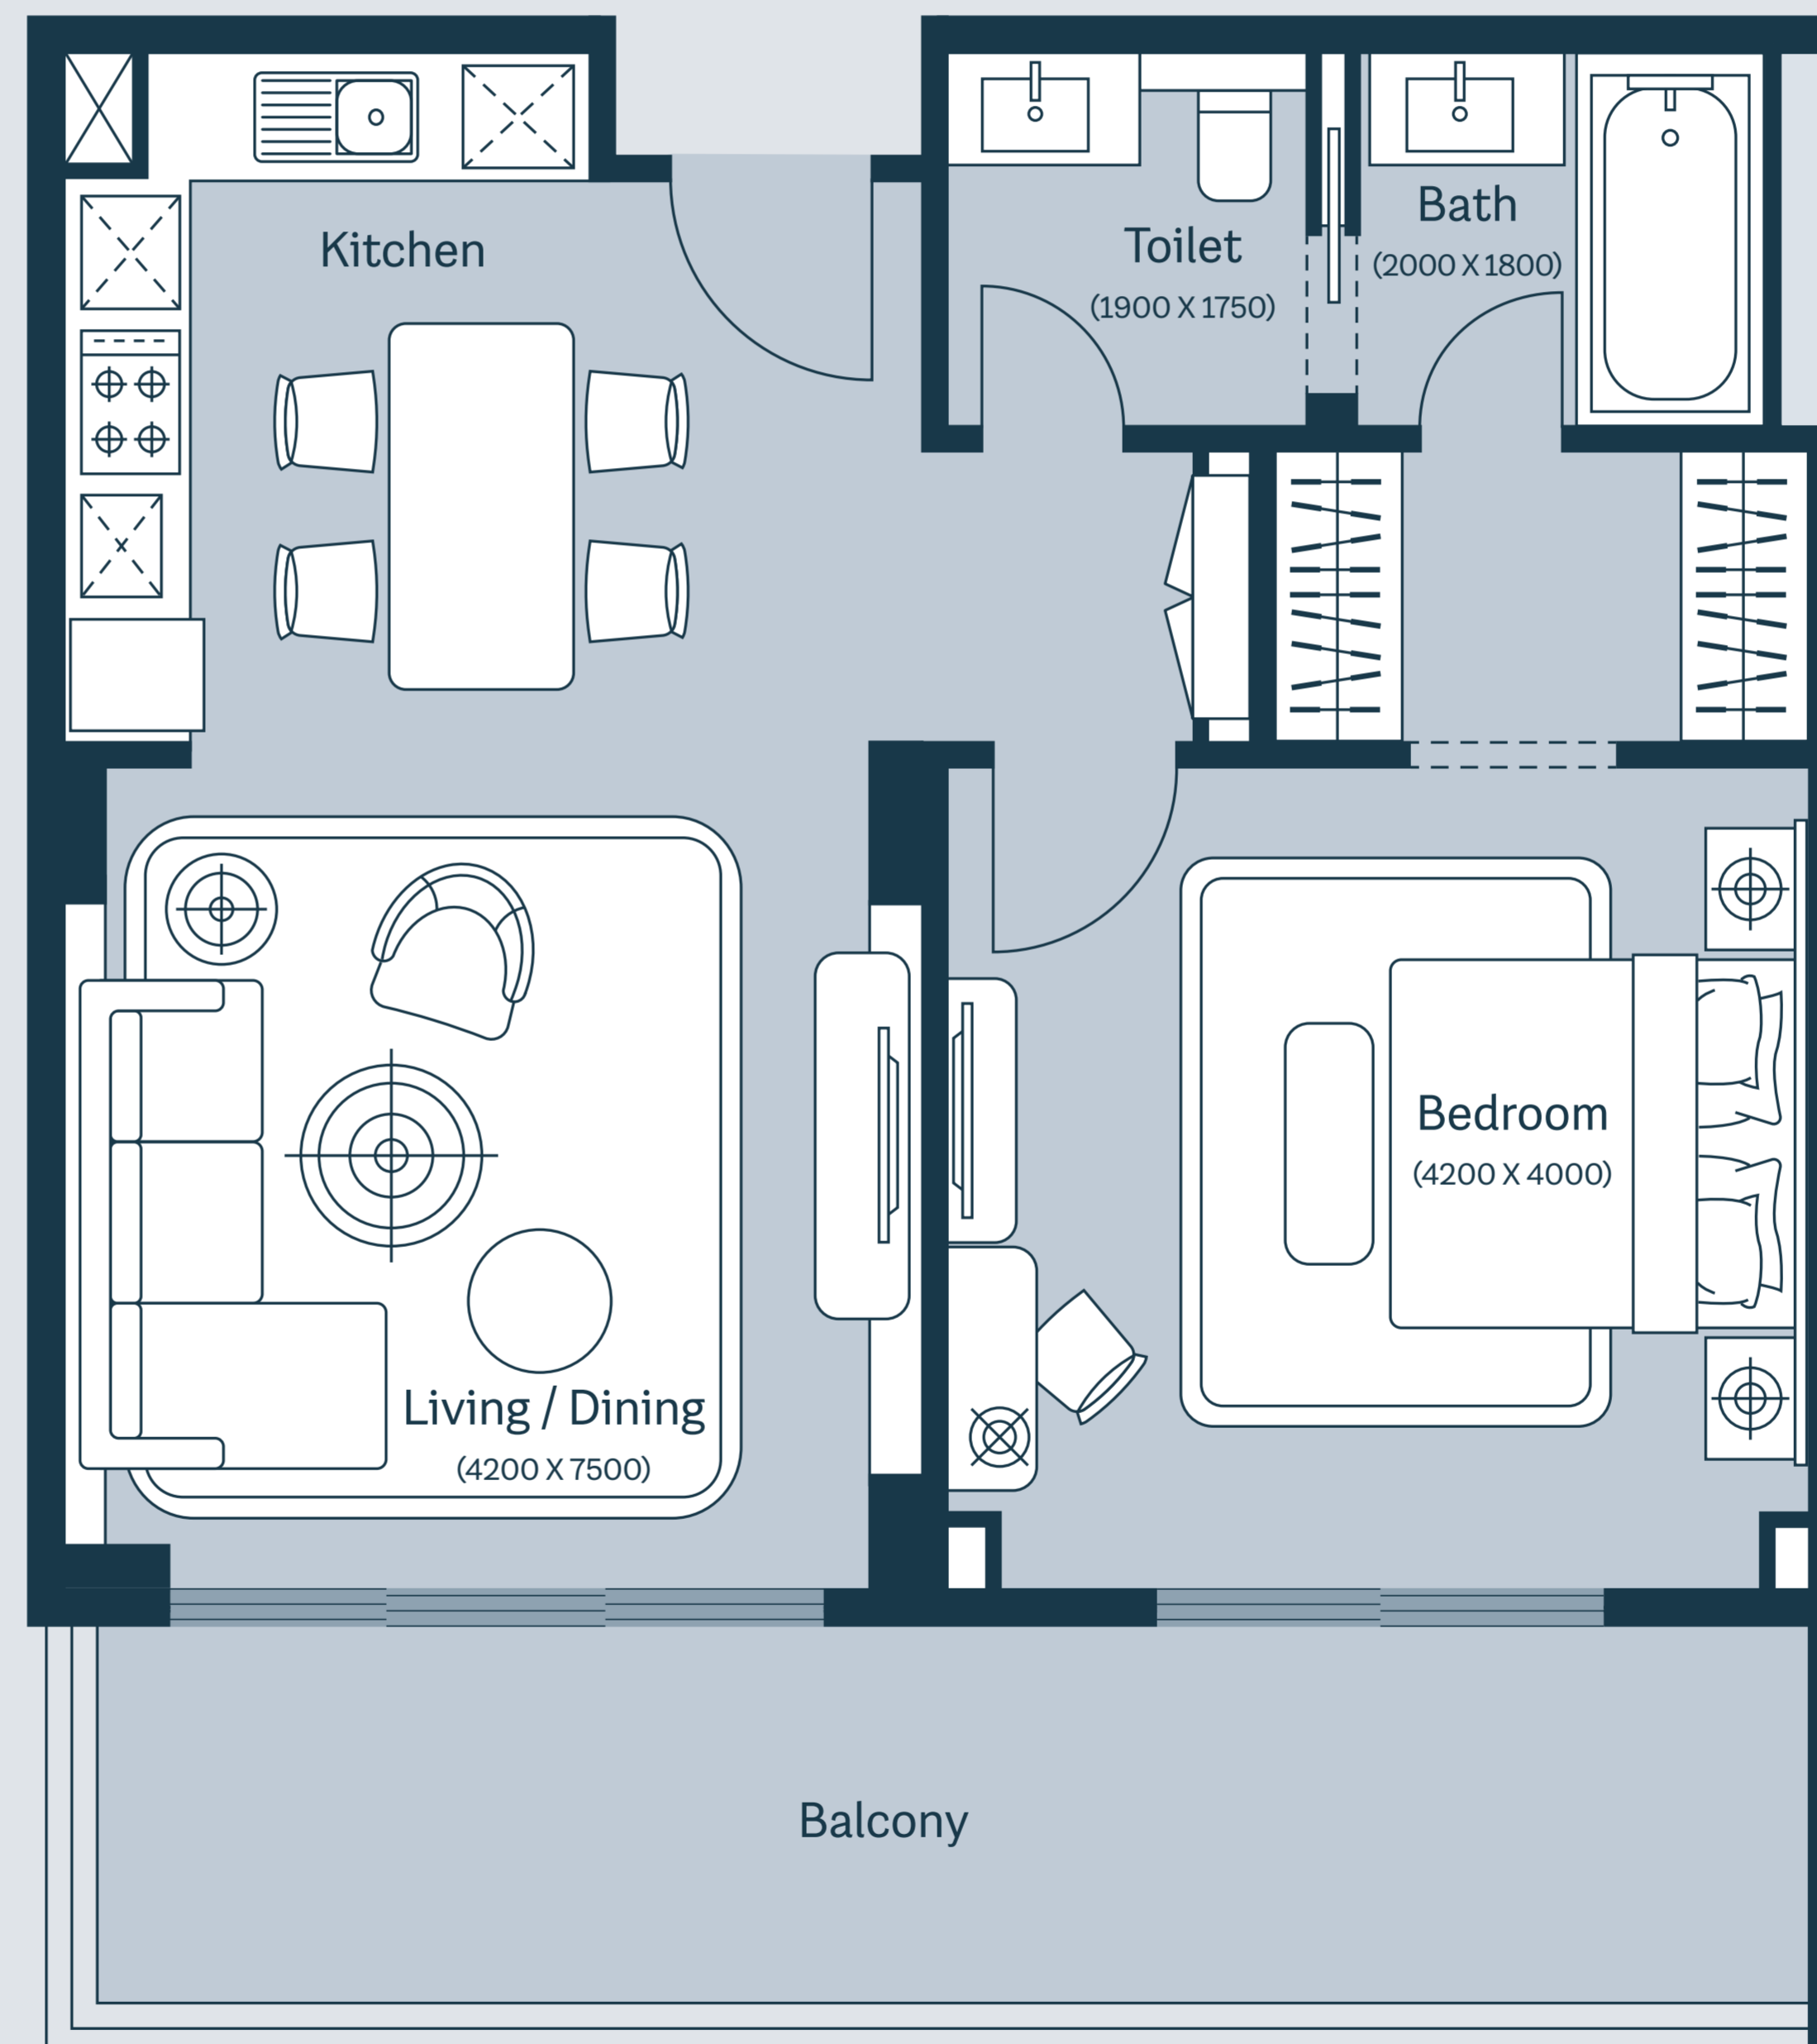 Kitchen
Toilet
(1900 X 1750)
Bath
(2000 X 1800)
Bedroom
(4200 X 4000)
Living / Dining
(4200 X 7500)
Balcony